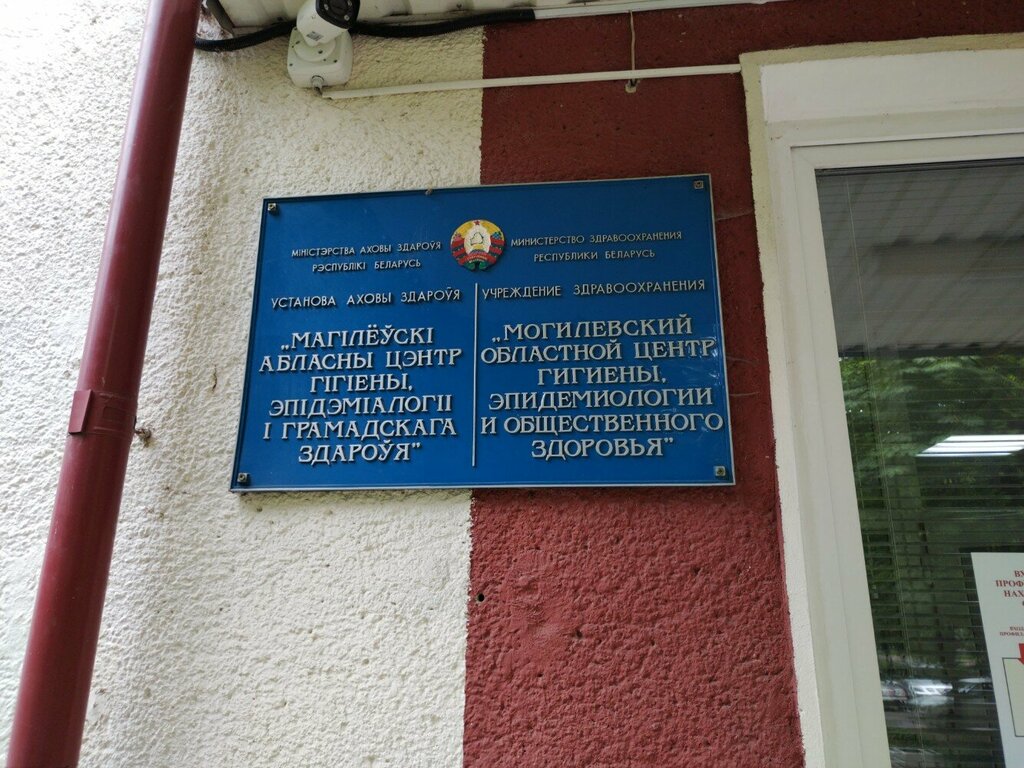 МІНІСТЭРСТВА АХОВЫ ЗДАРОЎЯ
РЭСПУБЛІКІ БЕЛАРУСЬ
УСТАНОВА АХОВЫ ЗДАРОЎЯ
„МАГІЛЁЎСКІ
АБЛАСНЫ ЦЭНТР
ГІГІЕНЫ,
ЭПІДЭМІАЛОГІІ
І ГРАМАДСКАГА
ЗДАРОЎЯ"
МИНИСТЕРСТВО ЗДРАВООХРАНЕНИЯ
РЕСПУБЛИКИ БЕЛАРУСЬ
УЧРЕЖДЕНИЕ ЗДРАВООХРАНЕНИЯ
„МОГИЛЕВСКИЙ
ОБЛАСТНОЙ ЦЕНТР
ГИГИЕНЫ,
ЭПИДЕМИОЛОГИИ
И ОБЩЕСТВЕННОГО
ЗДОРОВЬЯ"